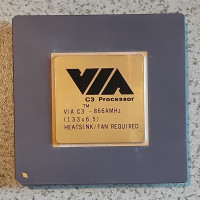 VIA
C3 Processor
TM
VIA C3 - 866AMHz
(133x6.5)
HEATSINK/FAN REQUIRED